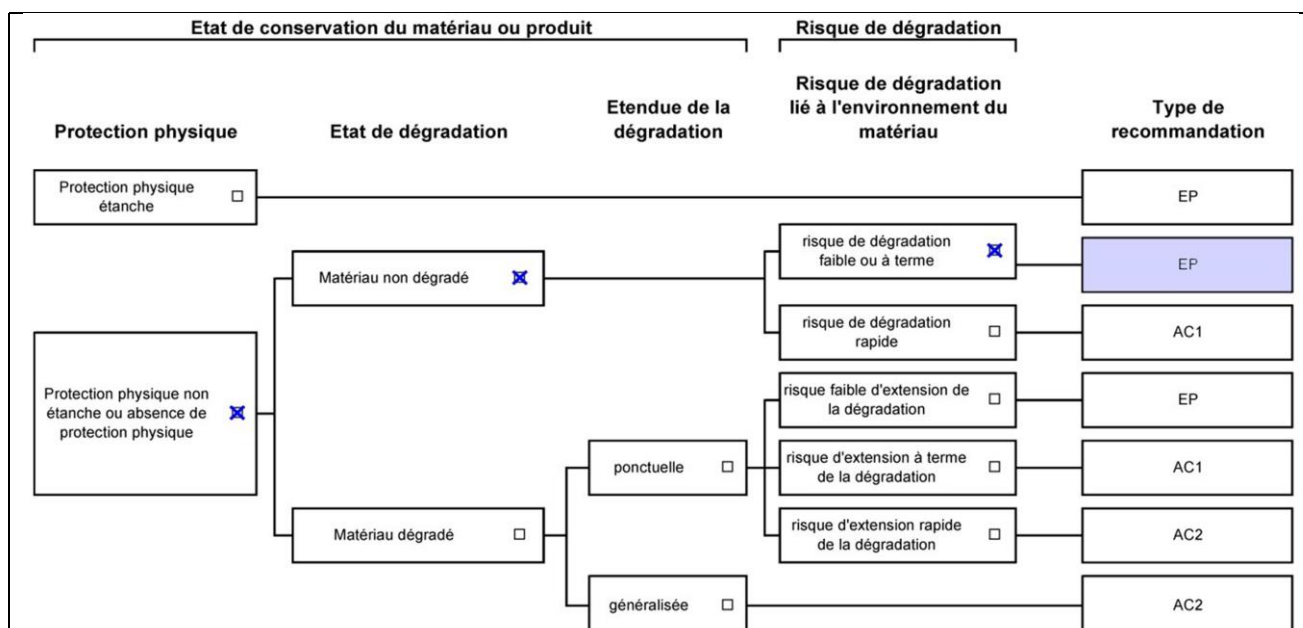 Etat de conservation du matériau ou produit
Risque de dégradation
Protection physique
Etat de dégradation
Etendue de la
dégradation
Risque de dégradation
lié à l'environnement du
matériau
Type de
recommandation
Protection physique
étanche
EP
risque de dégradation
faible ou à terme
EP
Matériau non dégradé
risque de dégradation
rapide
AC1
Protection physique non
étanche ou absence de
protection physique
risque faible d'extension de
la dégradation
EP
ponctuelle
risque d'extension à terme
de la dégradation
AC1
Matériau dégradé
risque d'extension rapide
de la dégradation
AC2
généralisée
AC2